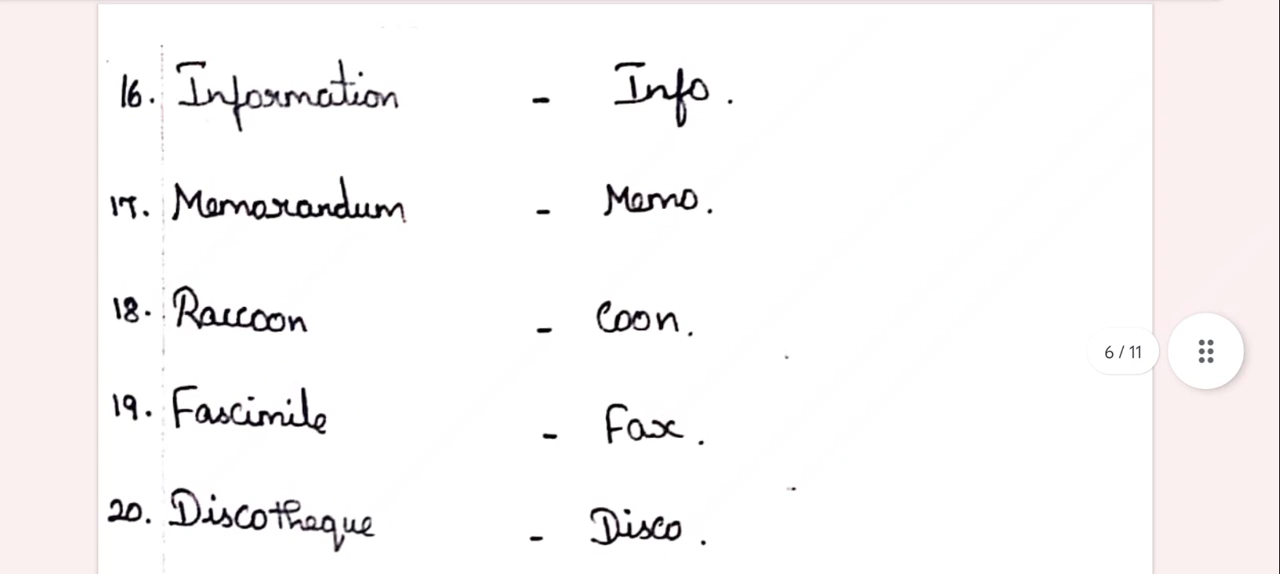 16. Information - Info.
17. Memorandum - Memo.
18. Raccoon - Coon.
19. Fascimile - Fax.
6 / 11
20. Discotheque - Disco.